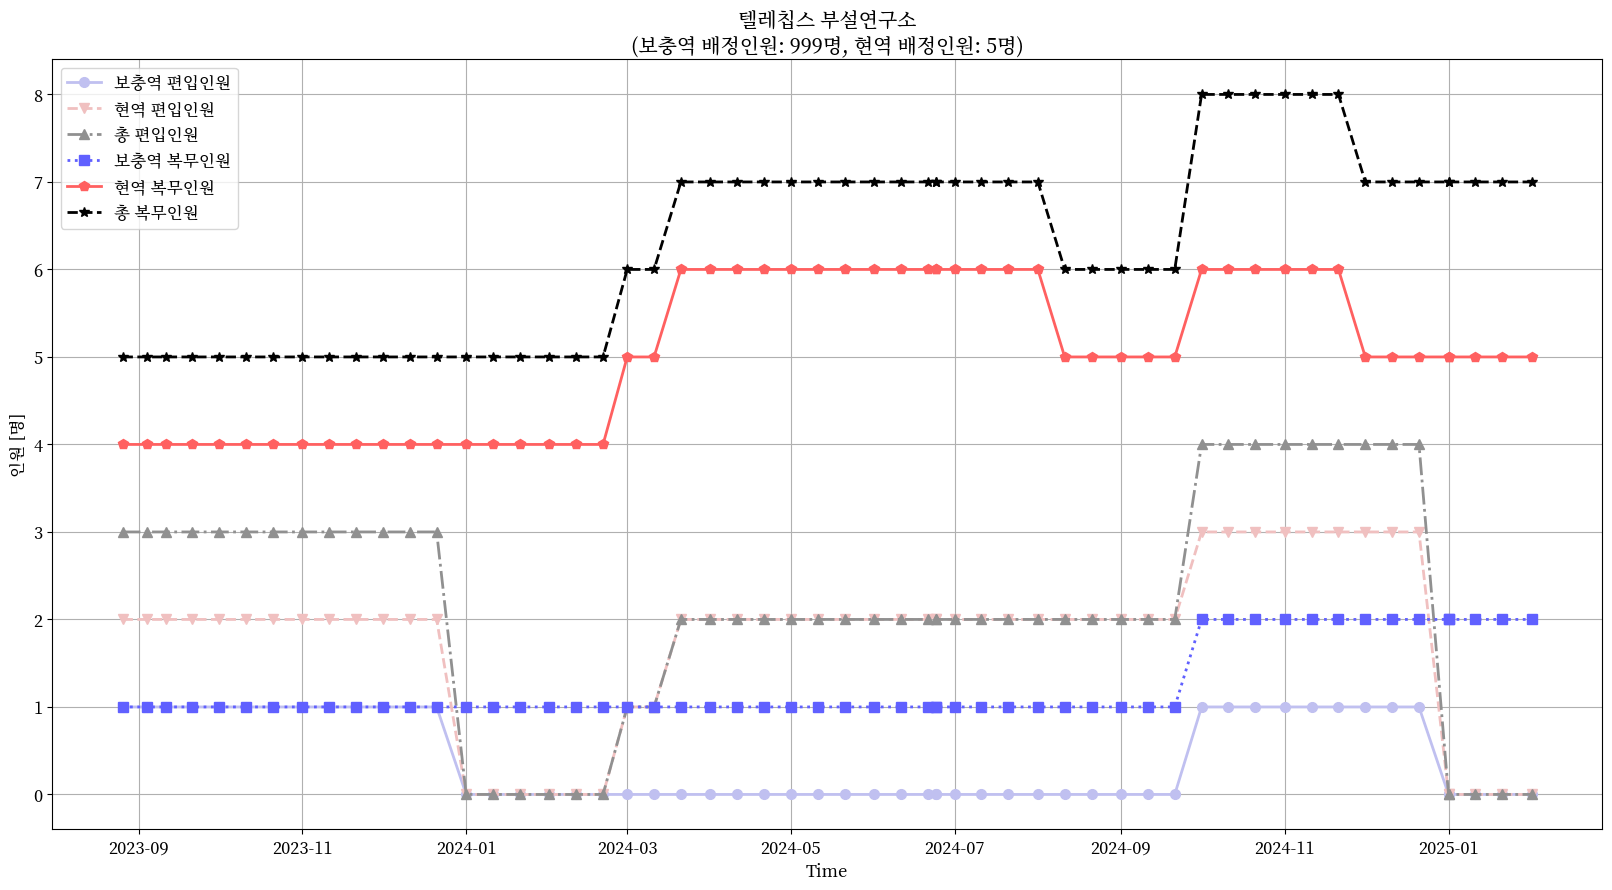 텔레칩스 부설연구소
(보충역 배정인원: 999명, 현역 배정인원: 5명)
보충역 편입인원
현역 편입인원
총 편입인원
보충역 복무인원
현역 복무인원
총 복무인원
인원 [명]
8
7
6
5
4
3
2
1
0
2023-09
2023-11
2024-01
2024-03
2024-05
2024-07
2024-09
2024-11
2025-01
Time